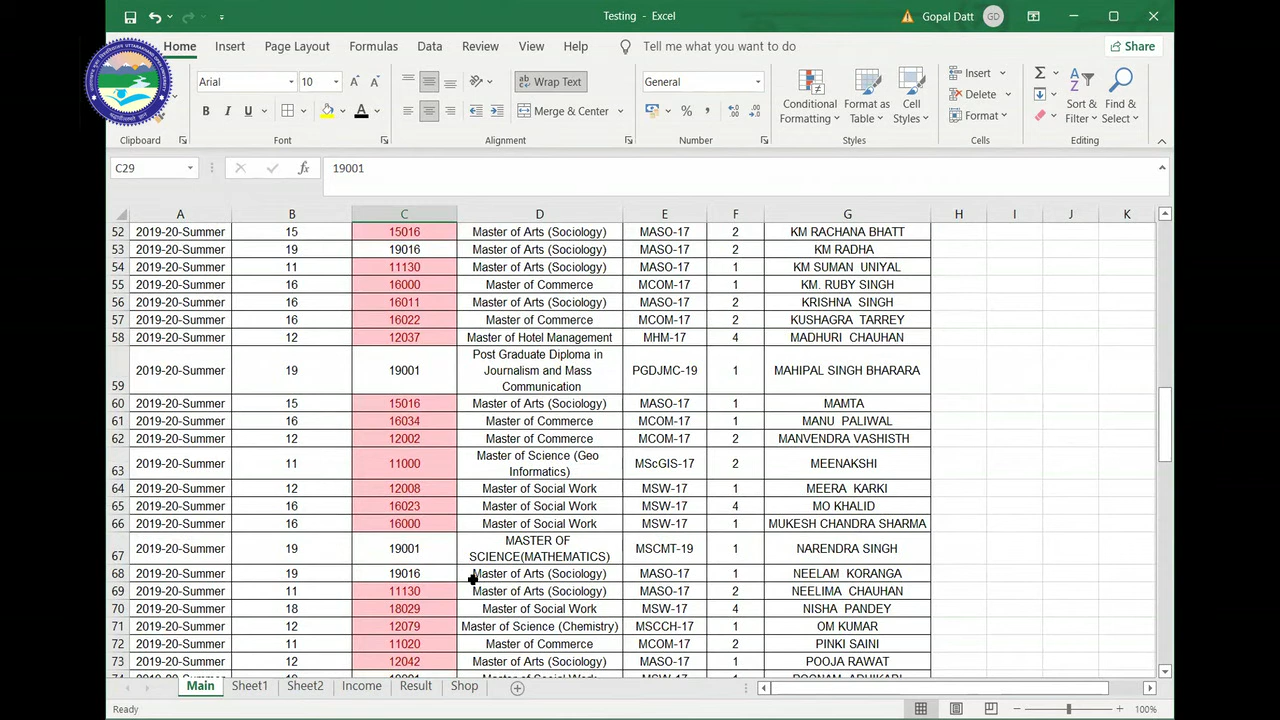 Testing - Excel
Gopal Datt
GD
Home Insert Page Layout Formulas Data Review View Help Tell me what you want to do Share
Arial 10 A A Wrap Text General
B I U A Merge & Center % , Conditional Formatting Format as Table Cell Styles
Insert Delete Format
Sort & Filter Find & Select
Clipboard Font Alignment Number Styles Cells Editing
C29 fx 19001
A B C D E F G H I J K
52 2019-20-Summer 15 15016 Master of Arts (Sociology) MASO-17 2 KM RACHANA BHATT
53 2019-20-Summer 19 19016 Master of Arts (Sociology) MASO-17 2 KM RADHA
54 2019-20-Summer 11 11130 Master of Arts (Sociology) MASO-17 1 KM SUMAN UNIYAL
55 2019-20-Summer 16 16000 Master of Commerce MCOM-17 1 KM. RUBY SINGH
56 2019-20-Summer 16 16011 Master of Arts (Sociology) MASO-17 2 KRISHNA SINGH
57 2019-20-Summer 16 16022 Master of Commerce MCOM-17 2 KUSHAGRA TARREY
58 2019-20-Summer 12 12037 Master of Hotel Management MHM-17 4 MADHURI CHAUHAN
59 2019-20-Summer 19 19001 Post Graduate Diploma in Journalism and Mass Communication PGDJMC-19 1 MAHIPAL SINGH BHARARA
60 2019-20-Summer 15 15016 Master of Arts (Sociology) MASO-17 1 MAMTA
61 2019-20-Summer 16 16034 Master of Commerce MCOM-17 1 MANU PALIWAL
62 2019-20-Summer 12 12002 Master of Commerce MCOM-17 2 MANVENDRA VASHISTH
63 2019-20-Summer 11 11000 Master of Science (Geo Informatics) MScGIS-17 2 MEENAKSHI
64 2019-20-Summer 12 12008 Master of Social Work MSW-17 1 MEERA KARKI
65 2019-20-Summer 16 16023 Master of Social Work MSW-17 4 MO KHALID
66 2019-20-Summer 16 16000 Master of Social Work MSW-17 1 MUKESH CHANDRA SHARMA
67 2019-20-Summer 19 19001 MASTER OF SCIENCE(MATHEMATICS) MSCMT-19 1 NARENDRA SINGH
68 2019-20-Summer 19 19016 Master of Arts (Sociology) MASO-17 1 NEELAM KORANGA
69 2019-20-Summer 11 11130 Master of Arts (Sociology) MASO-17 2 NEELIMA CHAUHAN
70 2019-20-Summer 18 18029 Master of Social Work MSW-17 4 NISHA PANDEY
71 2019-20-Summer 12 12079 Master of Science (Chemistry) MSCCH-17 1 OM KUMAR
72 2019-20-Summer 11 11020 Master of Commerce MCOM-17 2 PINKI SAINI
73 2019-20-Summer 12 12042 Master of Arts (Sociology) MASO-17 1 POOJA RAWAT
Main Sheet1 Sheet2 Income Result Shop
Ready 100%